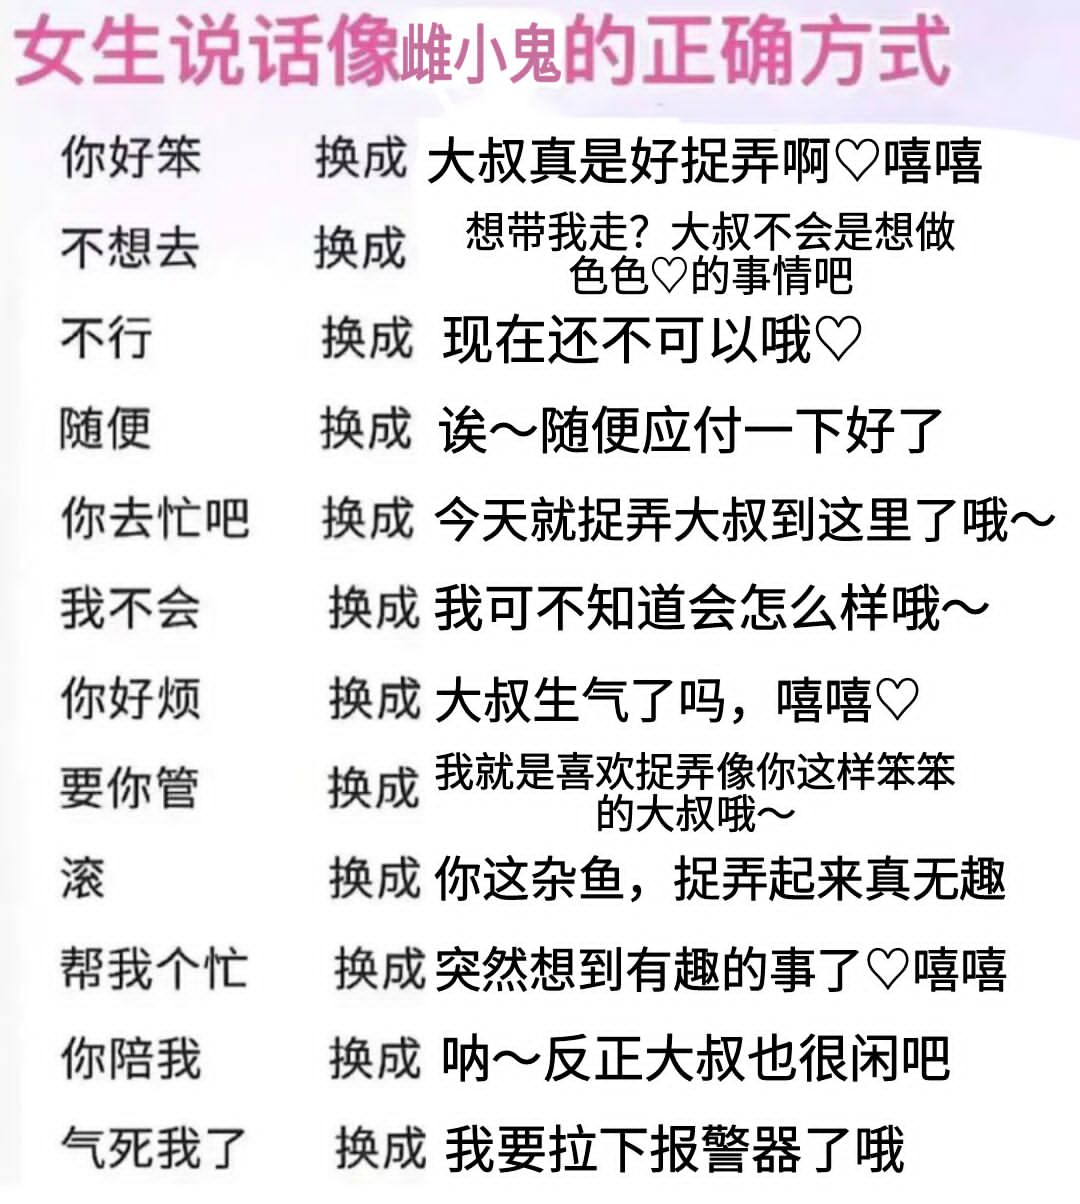 女生说话像雌小鬼的正确方式
你好笨 换成 大叔真是好捉弄啊♡嘻嘻
不想去 换成 想带我走？大叔不会是想做
色色♡的事情吧
不行 换成 现在还不可以哦♡
随便 换成 诶～随便应付一下好了
你去忙吧 换成 今天就捉弄大叔到这里了哦～
我不会 换成 我可不知道会怎么样哦～
你好烦 换成 大叔生气了吗，嘻嘻♡
要你管 换成 我就是喜欢捉弄像你这样笨笨
的大叔哦～
滚 换成 你这杂鱼，捉弄起来真无趣
帮我个忙 换成 突然想到有趣的事了♡嘻嘻
你陪我 换成 呐～反正大叔也很闲吧
气死我了 换成 我要拉下报警器了哦